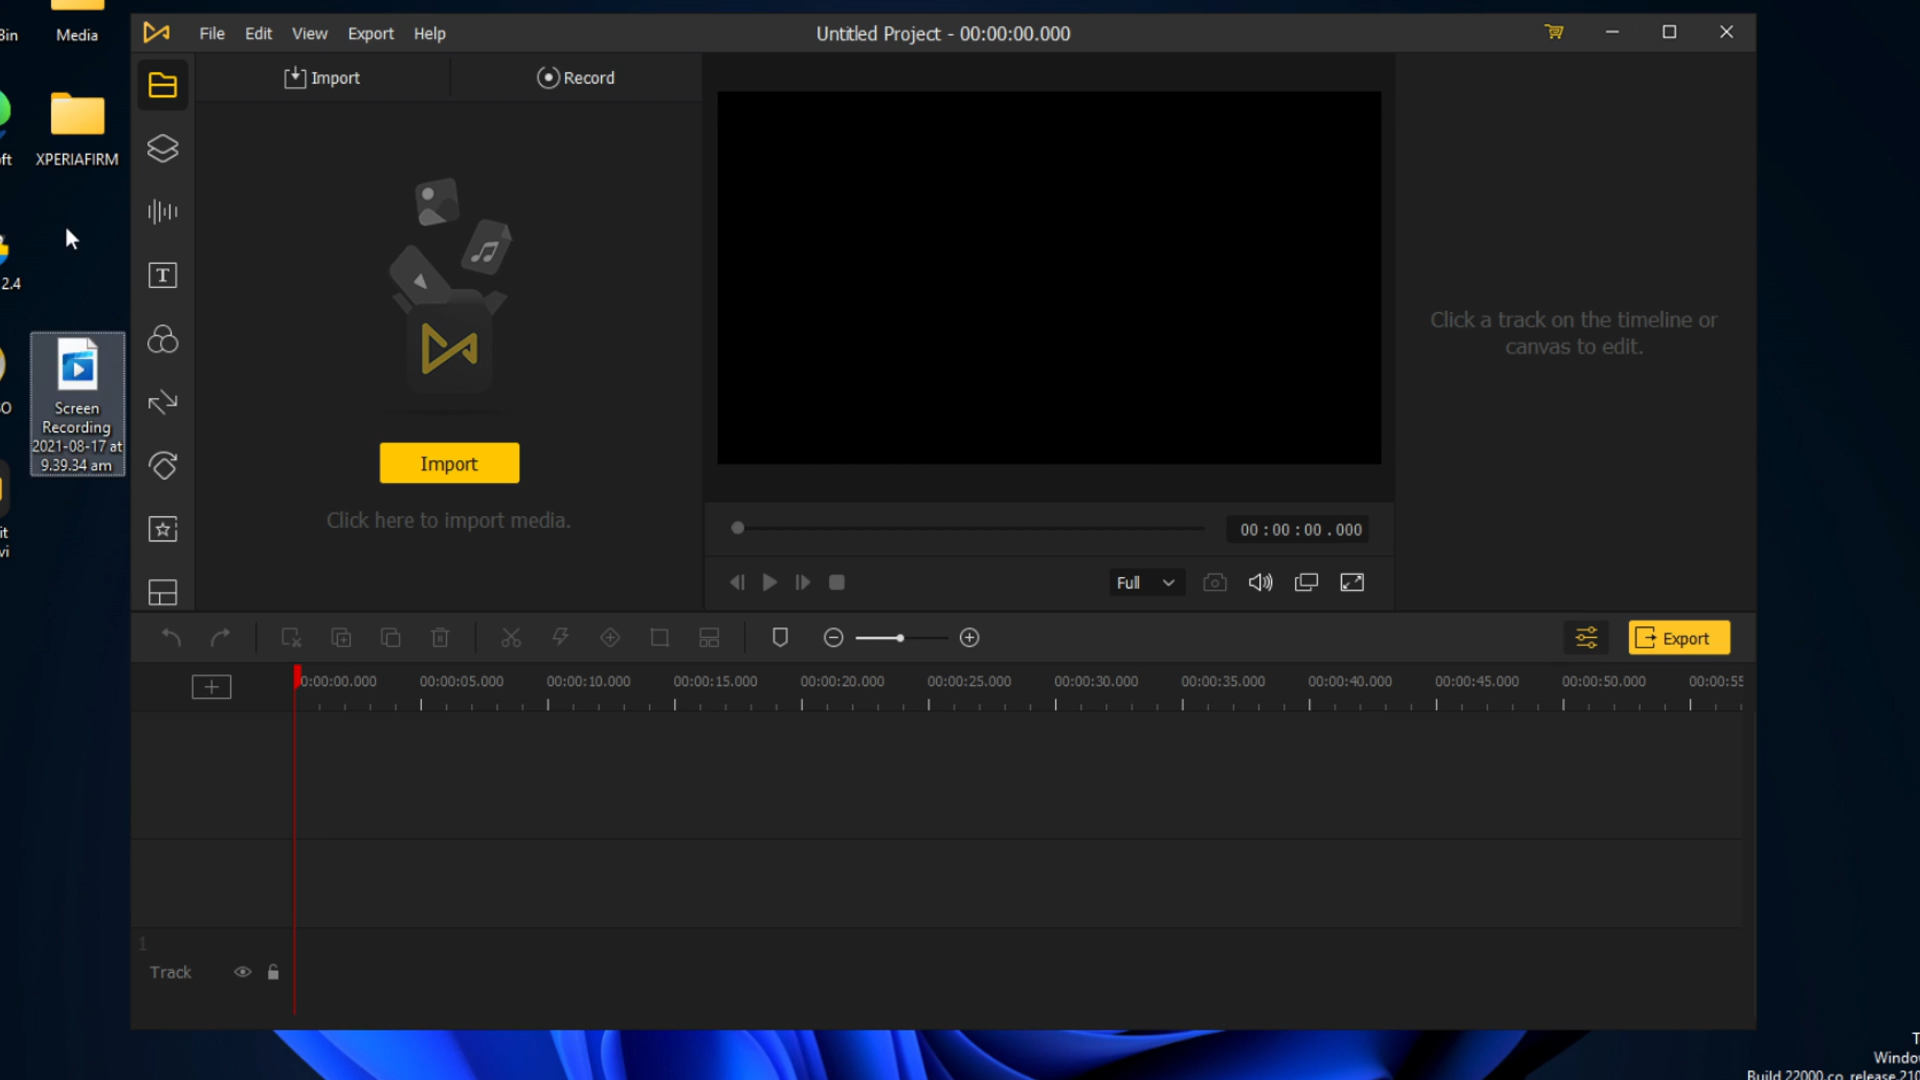 Bin
Media
XPERIAFIRM
2.4
Screen
Recording
2021-08-17 at
9.39.34 am
File Edit View Export Help
Untitled Project - 00:00:00.000
Import
Record
Import
Click here to import media.
Click a track on the timeline or
canvas to edit.
00:00:00.000
Full
Export
0:00:00.000 00:00:05.000 00:00:10.000 00:00:15.000 00:00:20.000 00:00:25.000 00:00:30.000 00:00:35.000 00:00:40.000 00:00:45.000 00:00:50.000 00:00:55
1
Track
Windo
Build 22000.co_release.210